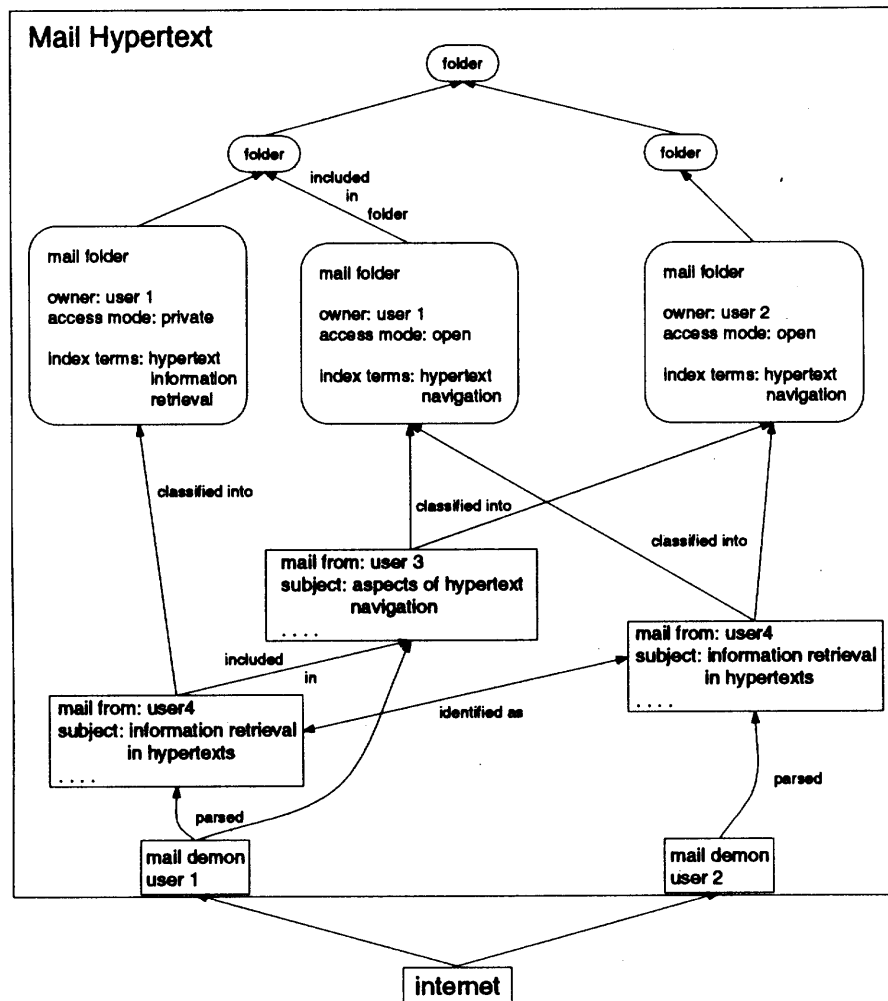 Mail Hypertext
folder
folder
folder
included
in
folder
mail folder
owner: user 1
access mode: private
index terms: hypertext
information
retrieval
mail folder
owner: user 1
access mode: open
index terms: hypertext
navigation
mail folder
owner: user 2
access mode: open
index terms: hypertext
navigation
classified into
classified into
classified into
mail from: user 3
subject: aspects of hypertext
navigation
. . . .
mail from: user4
subject: information retrieval
in hypertexts
. . . .
included
in
identified as
mail from: user4
subject: information retrieval
in hypertexts
. . . .
parsed
parsed
mail demon
user 1
mail demon
user 2
internet